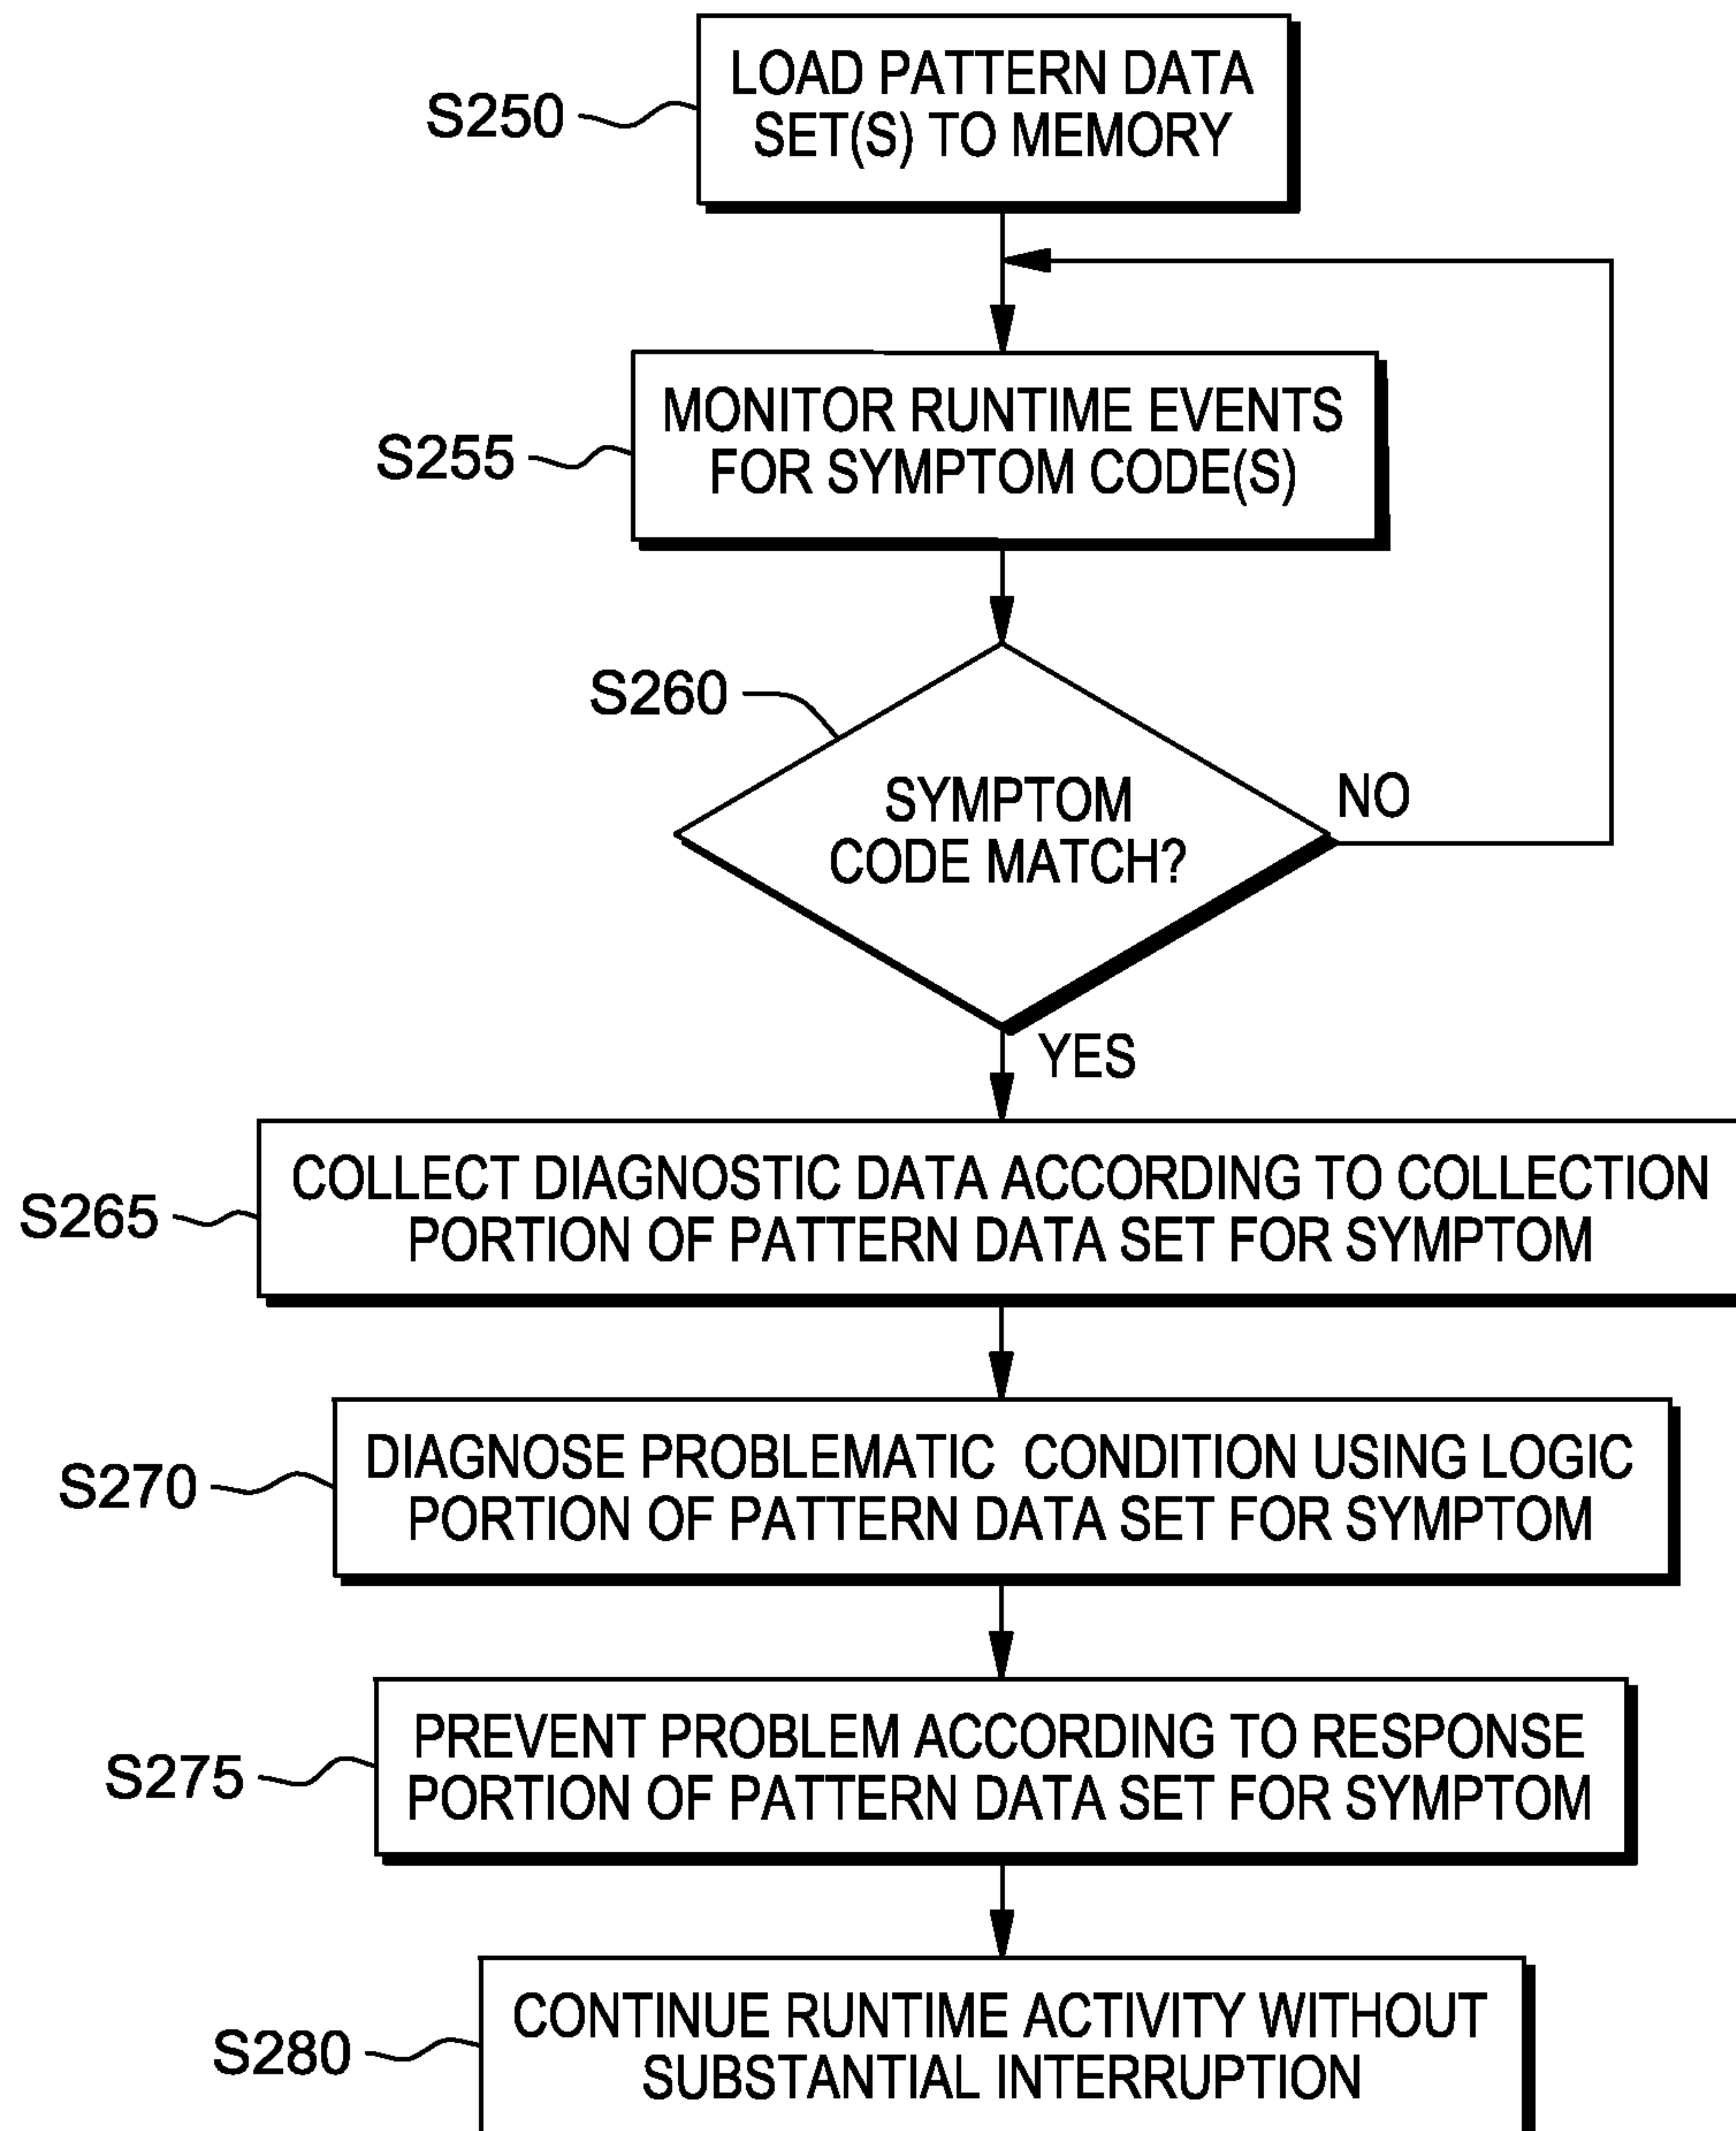 LOAD PATTERN DATA
SET(S) TO MEMORY
S250
MONITOR RUNTIME EVENTS
FOR SYMPTOM CODE(S)
S255
S260
SYMPTOM
CODE MATCH?
NO
YES
COLLECT DIAGNOSTIC DATA ACCORDING TO COLLECTION
PORTION OF PATTERN DATA SET FOR SYMPTOM
S265
DIAGNOSE PROBLEMATIC CONDITION USING LOGIC
PORTION OF PATTERN DATA SET FOR SYMPTOM
S270
PREVENT PROBLEM ACCORDING TO RESPONSE
PORTION OF PATTERN DATA SET FOR SYMPTOM
S275
CONTINUE RUNTIME ACTIVITY WITHOUT
SUBSTANTIAL INTERRUPTION
S280